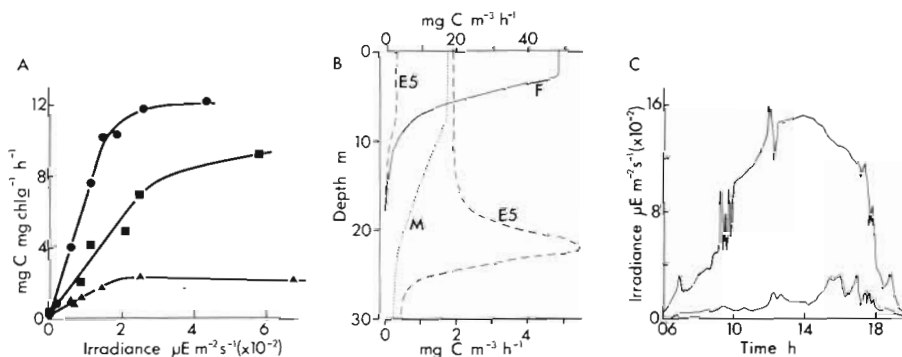 A
mg C mg chla⁻¹ h⁻¹
12
8
4
0
0 2 4 6
Irradiance µE m⁻²s⁻¹(x10⁻²)
mg C m⁻³ h⁻¹
0 20 40
B
Depth m
0
10
20
30
E5
F
M
E5
0 2 4
mg C m⁻³ h⁻¹
C
Irradiance µE m⁻²s⁻¹(x10⁻²)
16
8
0
06 10 14 18
Time h